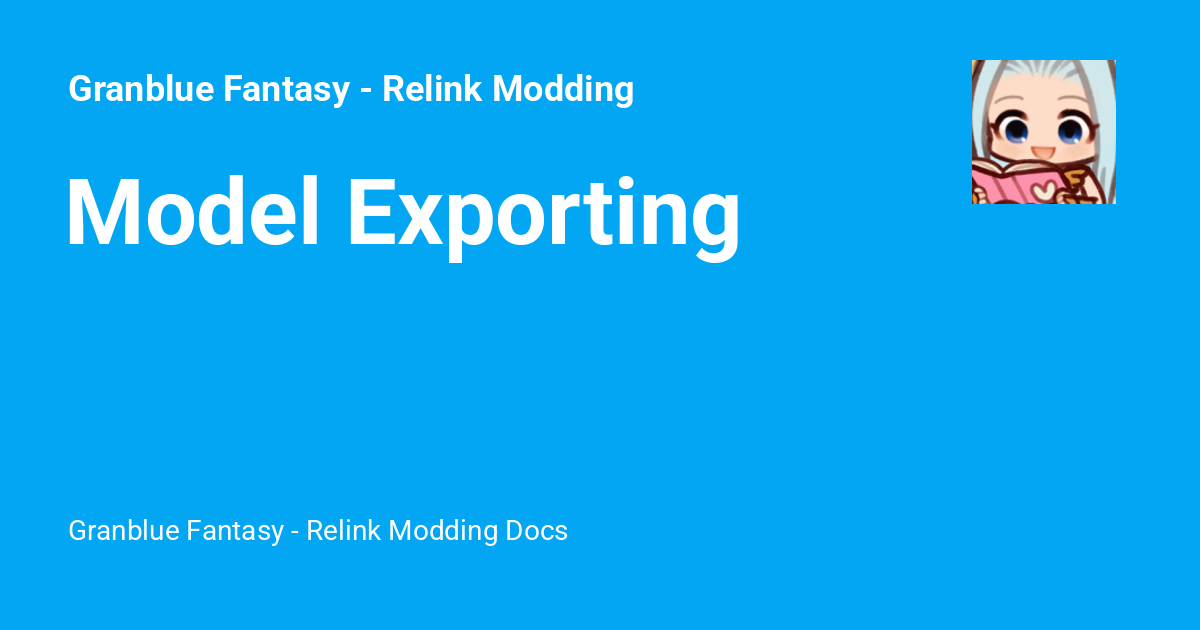 Granblue Fantasy - Relink Modding
Model Exporting
Granblue Fantasy - Relink Modding Docs